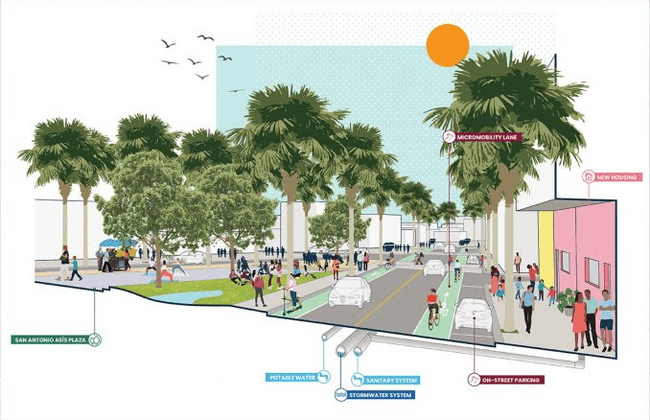 MICROMOBILITY LANE
NEW HOUSING
SAN ANTONIO ASÍS PLAZA
POTABLE WATER
SANITARY SYSTEM
ON-STREET PARKING
STORMWATER SYSTEM